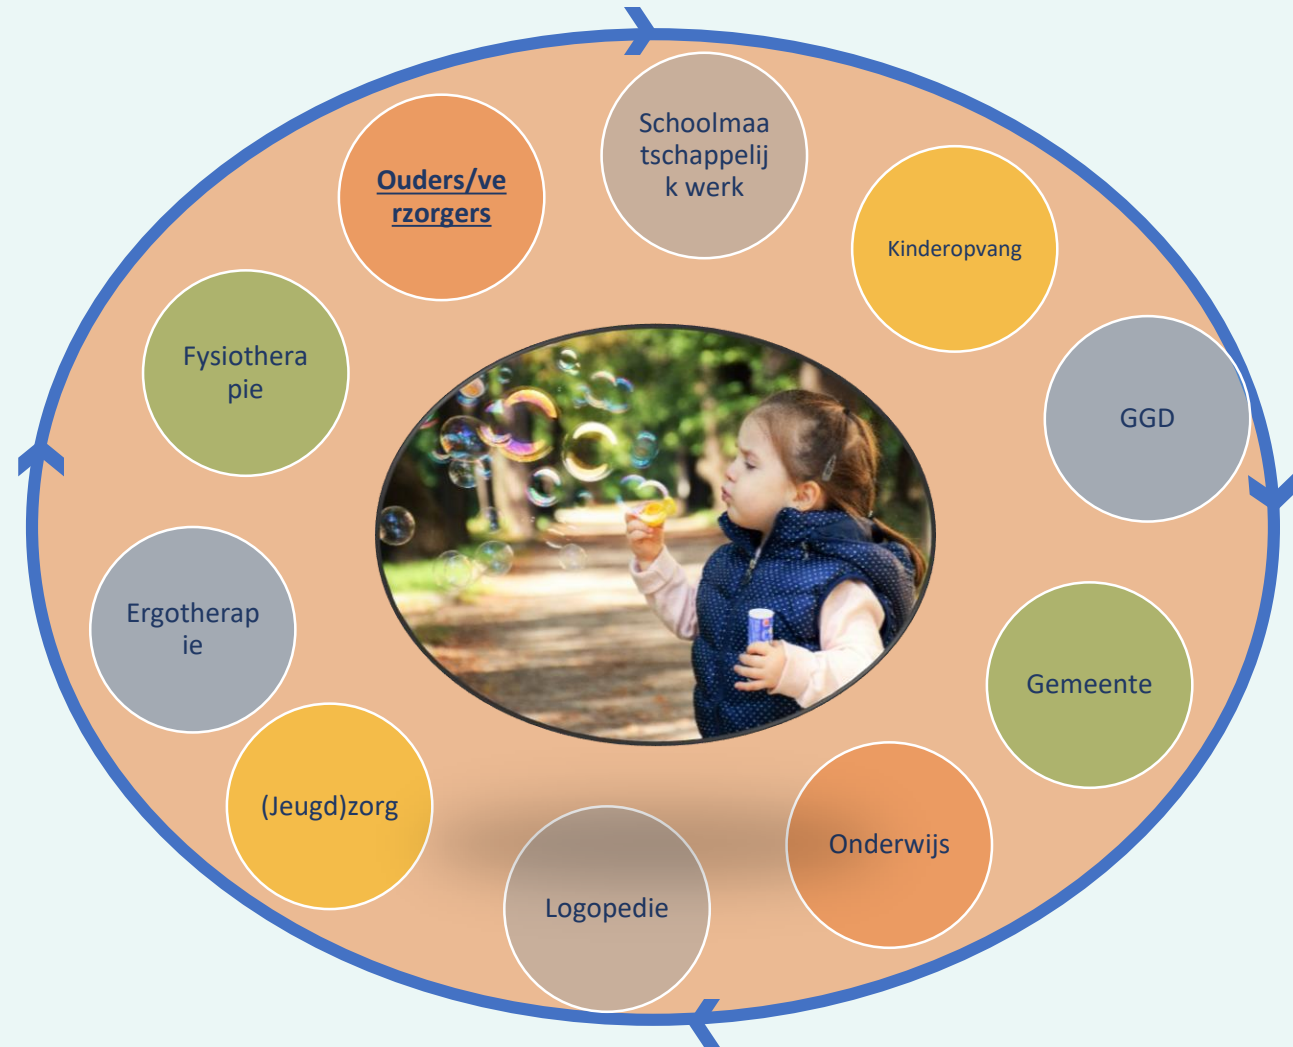 Schoolmaa
tschappelij
k werk
Ouders/ve
rzorgers
Kinderopvang
Fysiothera
pie
GGD
Ergotherap
ie
Gemeente
(Jeugd)zorg
Onderwijs
Logopedie